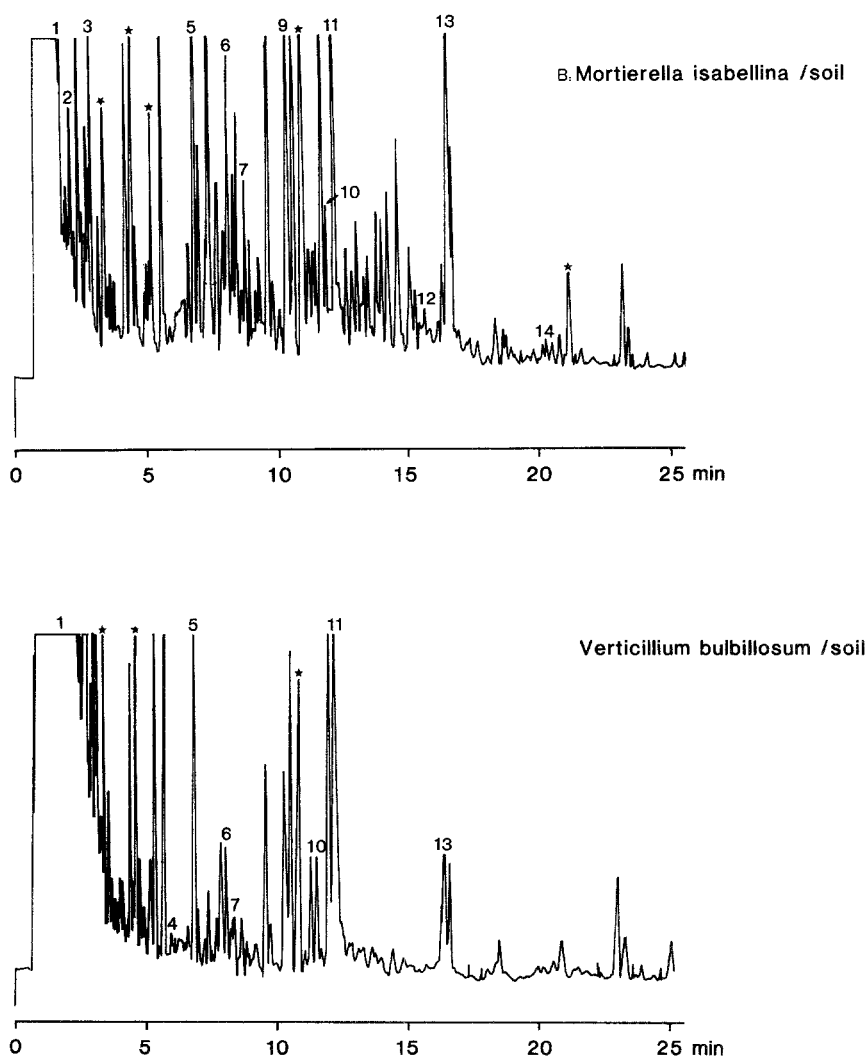 1 3 ★ 5 9 ★ 11 13
6
2 ★ ★
7
10
★
12
14
B: Mortierella isabellina /soil
0 5 10 15 20 25 min
1 ★ ★ 5 11
Verticillium bulbillosum /soil
★
6 10 13
7
4
0 5 10 15 20 25 min